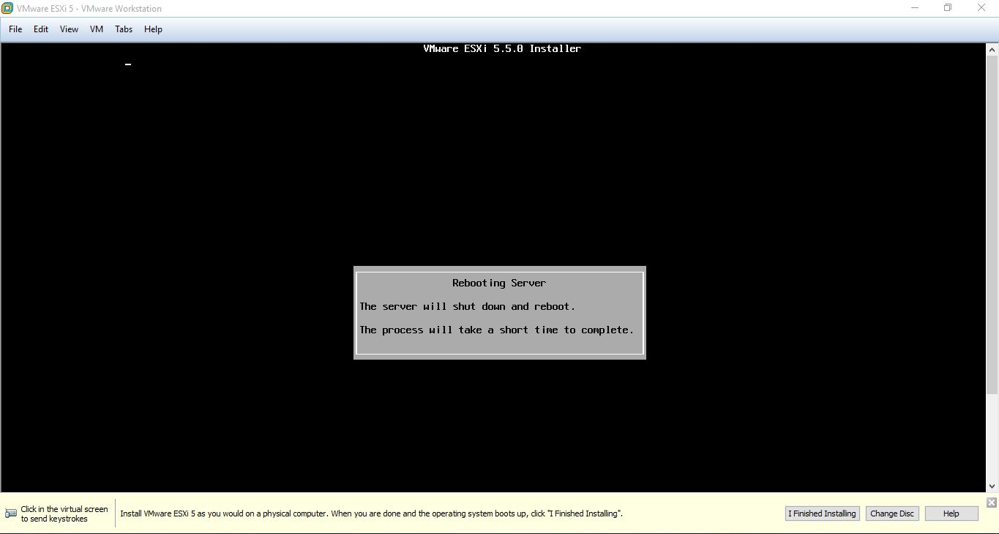 VMware ESXi 5 - VMware Workstation
File Edit View VM Tabs Help
VMware ESXi 5.5.0 Installer
Rebooting Server
The server will shut down and reboot.
The process will take a short time to complete.
Click in the virtual screen
to send keystrokes
Install VMware ESXi 5 as you would on a physical computer. When you are done and the operating system boots up, click "I Finished Installing".
I Finished Installing Change Disc Help